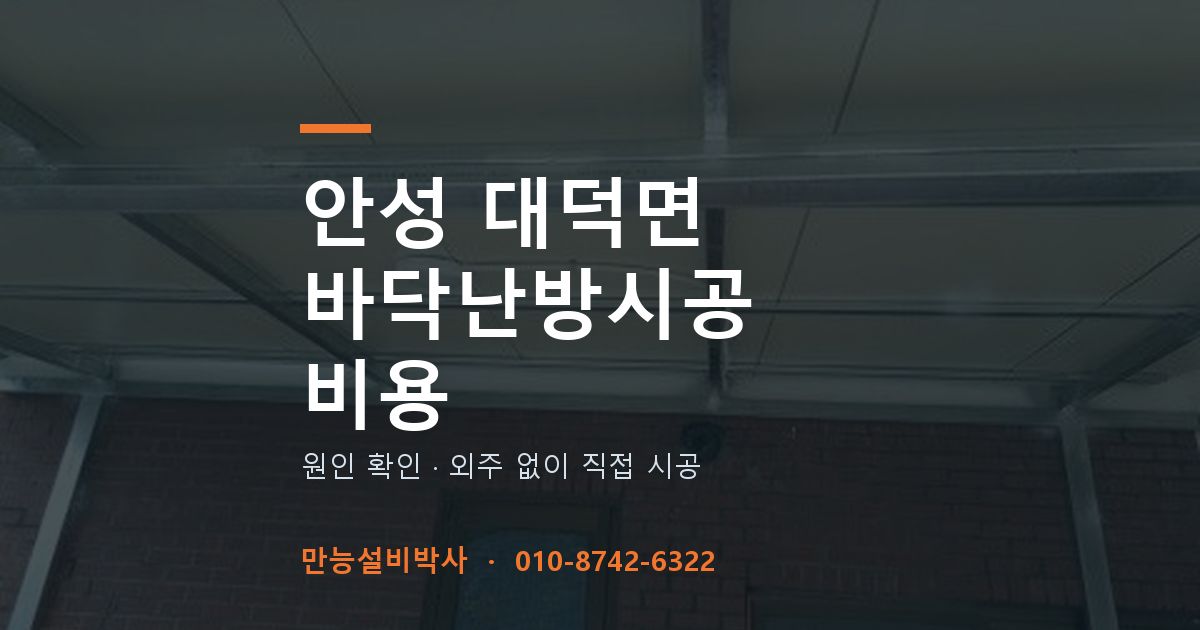 안성 대덕면
바닥난방시공
비용
원인 확인 · 외주 없이 직접 시공
만능설비박사 · 010-8742-6322